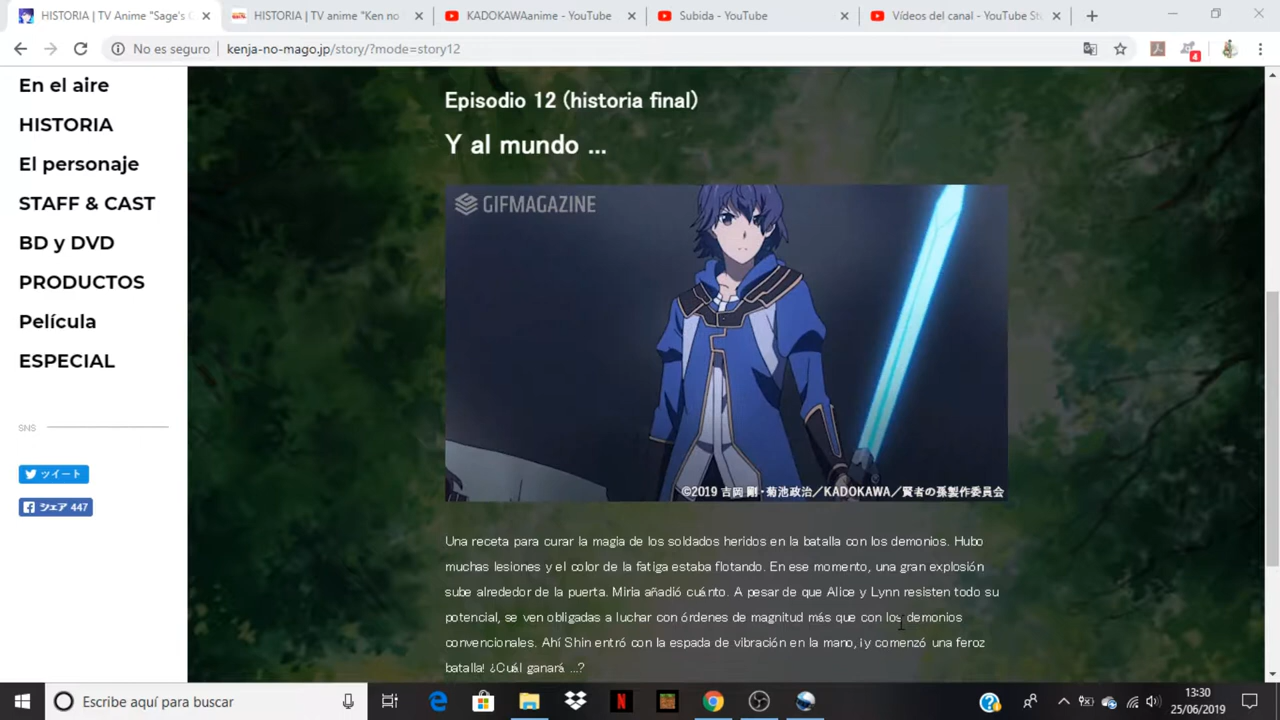 HISTORIA | TV Anime "Sage's G
HISTORIA | TV anime "Ken no
KADOKAWAanime - YouTube
Subida - YouTube
Vídeos del canal - YouTube St
No es seguro
kenja-no-mago.jp/story/?mode=story12
4
En el aire
HISTORIA
El personaje
STAFF & CAST
BD y DVD
PRODUCTOS
Película
ESPECIAL
SNS
ツイート
シェア 447
Episodio 12 (historia final)
Y al mundo ...
GIFMAGAZINE
©2019 吉岡 剛・菊池政治／KADOKAWA／賢者の孫製作委員会
Una receta para curar la magia de los soldados heridos en la batalla con los demonios. Hubo
muchas lesiones y el color de la fatiga estaba flotando. En ese momento, una gran explosión
sube alrededor de la puerta. Miria añadió cuánto. A pesar de que Alice y Lynn resisten todo su
potencial, se ven obligadas a luchar con órdenes de magnitud más que con los demonios
convencionales. Ahí Shin entró con la espada de vibración en la mano, ¡y comenzó una feroz
batalla! ¿Cuál ganará ...?
Escribe aquí para buscar
13:30
25/06/2019